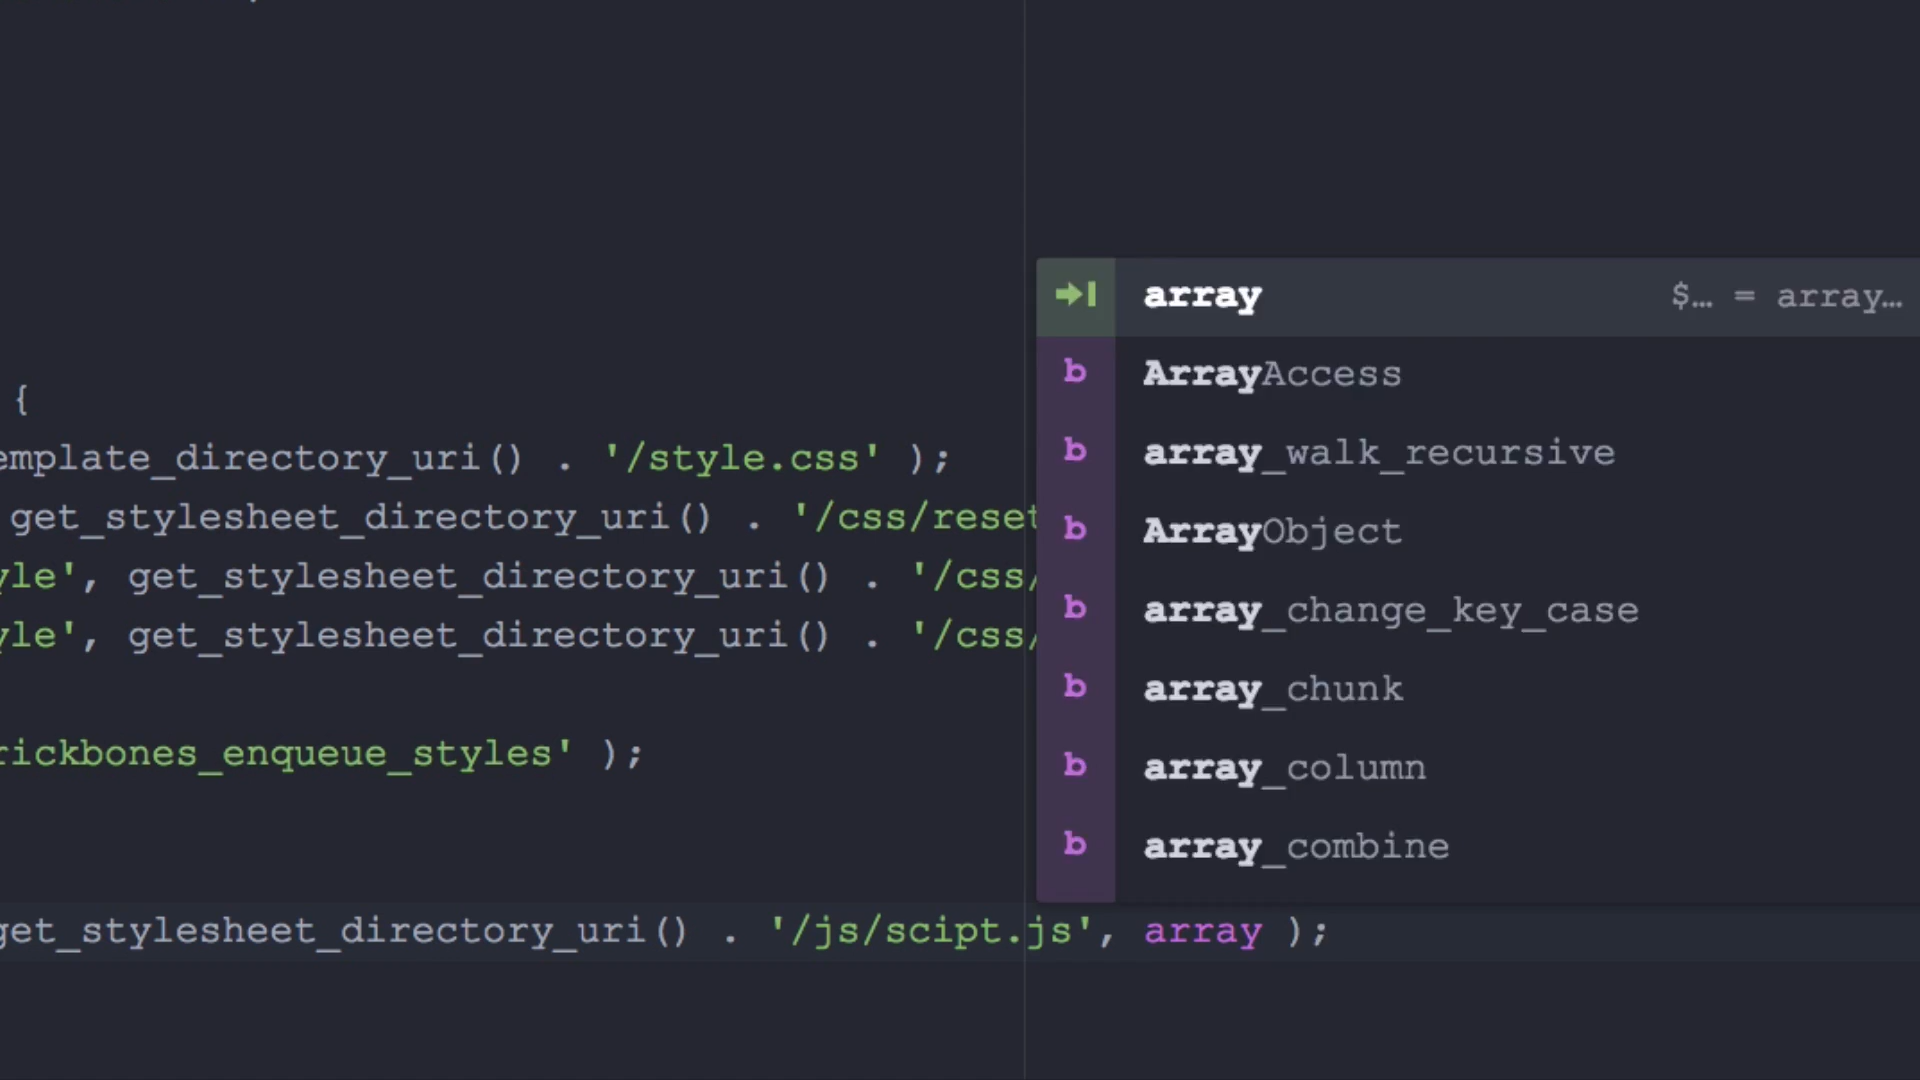 {
emplate_directory_uri() . '/style.css' );
get_stylesheet_directory_uri() . '/css/reset
yle', get_stylesheet_directory_uri() . '/css/
yle', get_stylesheet_directory_uri() . '/css/
rickbones_enqueue_styles' );
get_stylesheet_directory_uri() . '/js/scipt.js', array );
array $… = array…
b ArrayAccess
b array_walk_recursive
b ArrayObject
b array_change_key_case
b array_chunk
b array_column
b array_combine